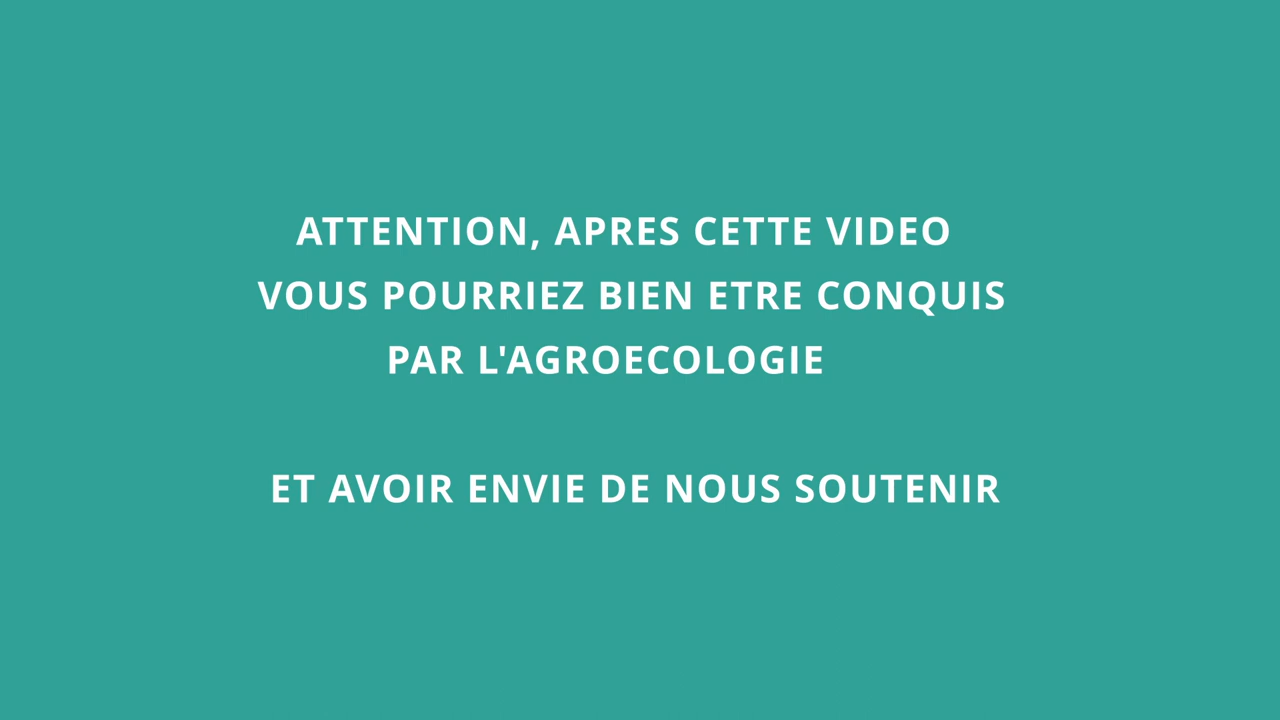 ATTENTION, APRES CETTE VIDEO
VOUS POURRIEZ BIEN ETRE CONQUIS
PAR L'AGROECOLOGIE
ET AVOIR ENVIE DE NOUS SOUTENIR